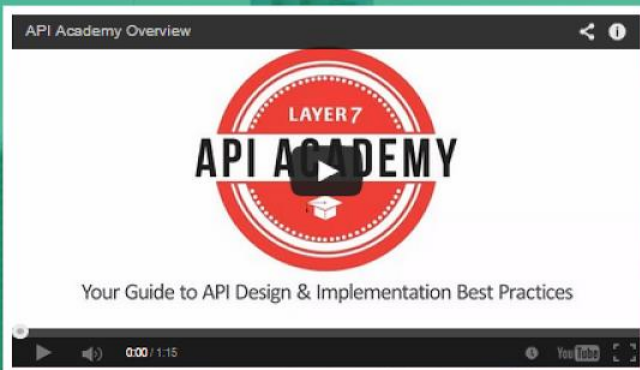 API Academy Overview
LAYER 7
API ACADEMY
Your Guide to API Design & Implementation Best Practices
0:00 / 1:15
YouTube